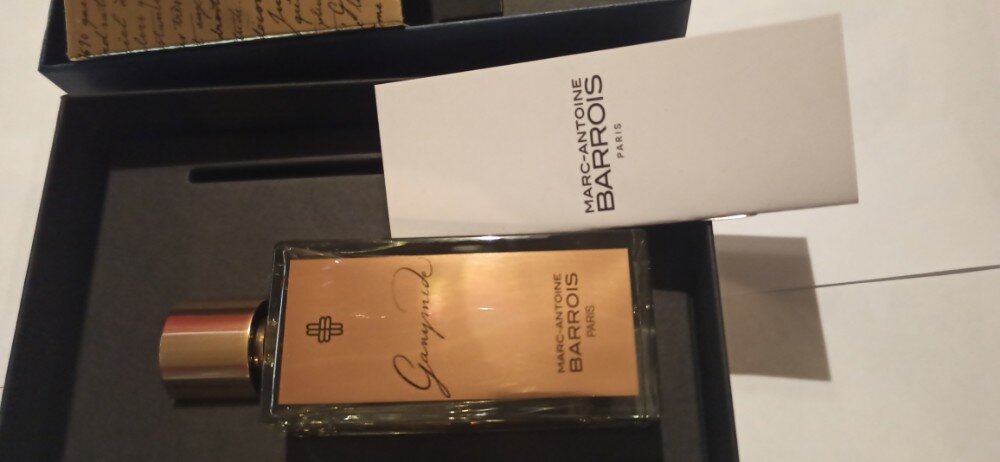 MARC-ANTOINE
BARROIS
PARIS
Ganymede
MARC-ANTOINE
BARROIS
PARIS